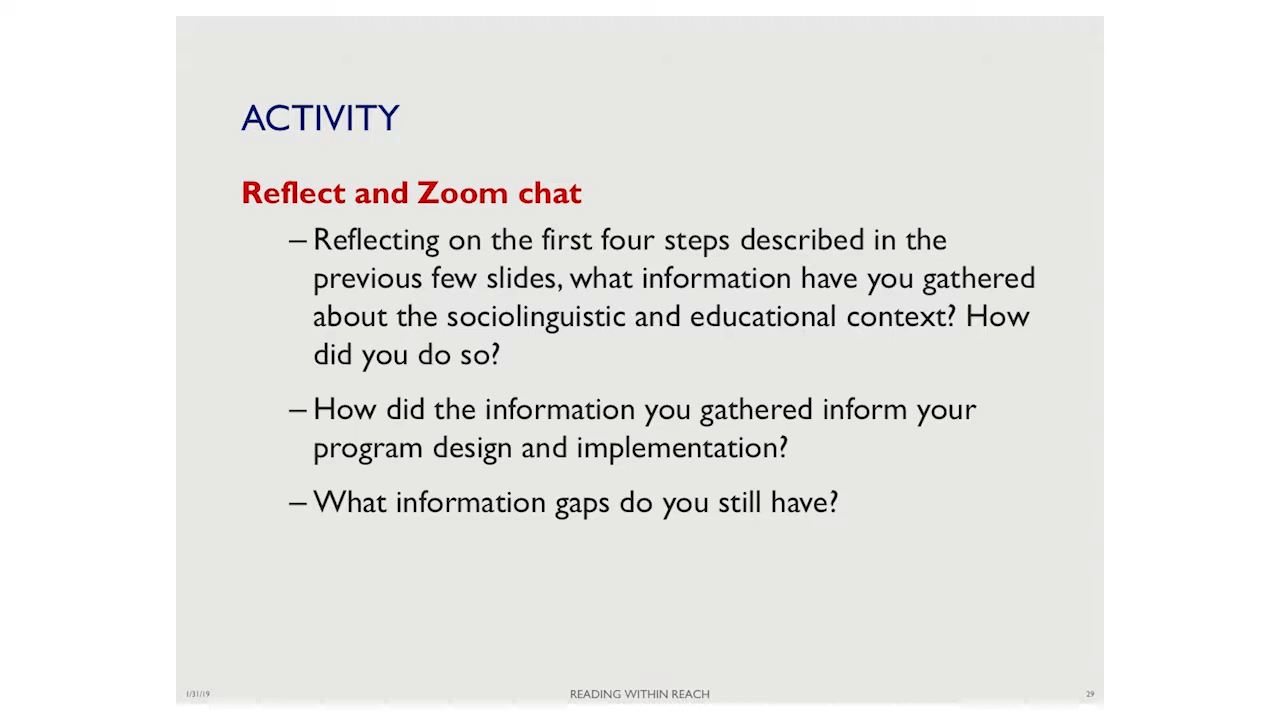 ACTIVITY
Reflect and Zoom chat
– Reflecting on the first four steps described in the
previous few slides, what information have you gathered
about the sociolinguistic and educational context? How
did you do so?
– How did the information you gathered inform your
program design and implementation?
– What information gaps do you still have?
1/31/19
READING WITHIN REACH
29